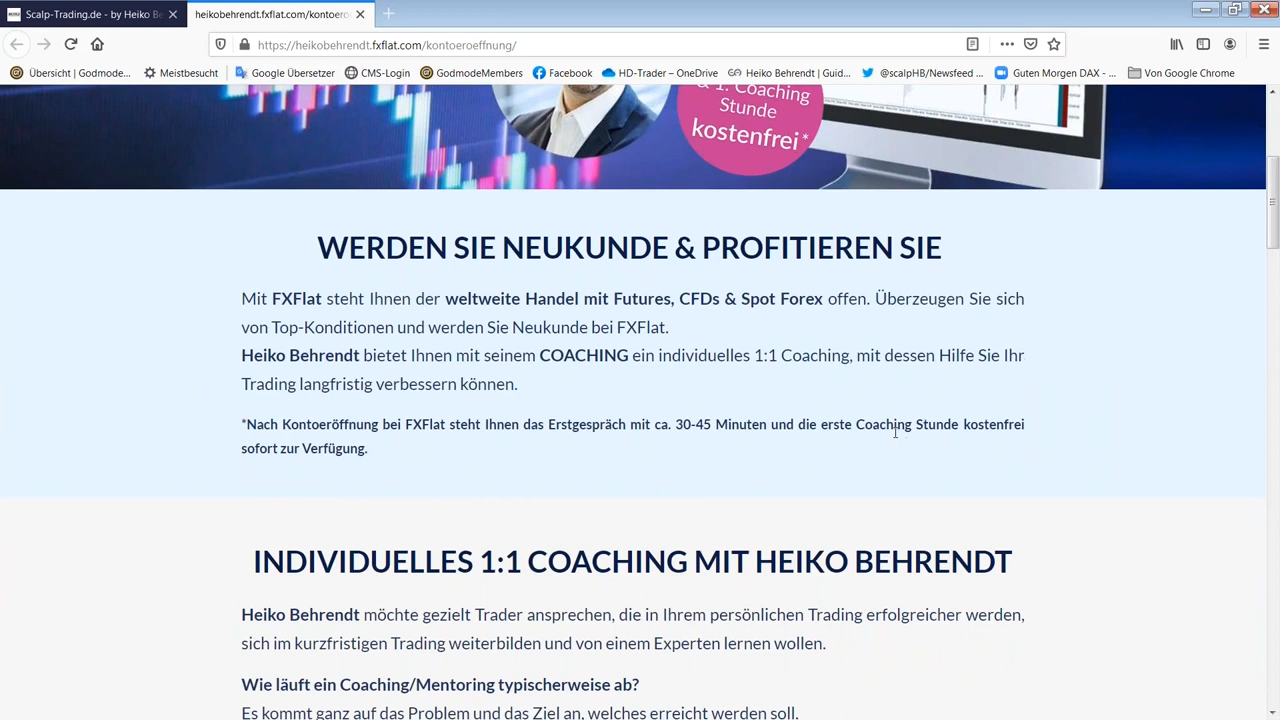 Scalp-Trading.de - by Heiko Be
heikobehrendt.fxflat.com/kontoeroe
https://heikobehrendt.fxflat.com/kontoeroeffnung/
Übersicht | Godmode...
Meistbesucht
Google Übersetzer
CMS-Login
GodmodeMembers
Facebook
HD-Trader – OneDrive
Heiko Behrendt | Guid...
@scalpHB/Newsfeed ...
Guten Morgen DAX - ...
Von Google Chrome
& 1. Coaching
Stunde
kostenfrei*
WERDEN SIE NEUKUNDE & PROFITIEREN SIE
Mit FXFlat steht Ihnen der weltweite Handel mit Futures, CFDs & Spot Forex offen. Überzeugen Sie sich
von Top-Konditionen und werden Sie Neukunde bei FXFlat.
Heiko Behrendt bietet Ihnen mit seinem COACHING ein individuelles 1:1 Coaching, mit dessen Hilfe Sie Ihr
Trading langfristig verbessern können.
*Nach Kontoeröffnung bei FXFlat steht Ihnen das Erstgespräch mit ca. 30-45 Minuten und die erste Coaching Stunde kostenfrei
sofort zur Verfügung.
INDIVIDUELLES 1:1 COACHING MIT HEIKO BEHRENDT
Heiko Behrendt möchte gezielt Trader ansprechen, die in Ihrem persönlichen Trading erfolgreicher werden,
sich im kurzfristigen Trading weiterbilden und von einem Experten lernen wollen.
Wie läuft ein Coaching/Mentoring typischerweise ab?
Es kommt ganz auf das Problem und das Ziel an, welches erreicht werden soll.